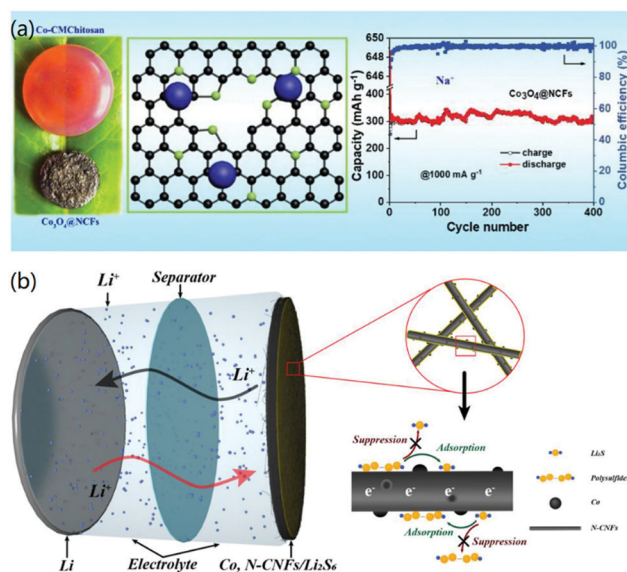 (a)
Co-CMChitosan
Co₃O₄@NCFs
Capacity (mAh g⁻¹)
650
648
646
400
300
200
100
0
Na⁺
Co₃O₄@NCFs
charge
discharge
@1000 mA g⁻¹
0 100 200 300 400
Cycle number
100
80
60
40
20
0
Columbic efficiency (%)
(b)
Li⁺
Separator
Li⁺
Li⁺
Li
Electrolyte
Co, N-CNFs/Li₂S₆
Suppression
Adsorption
e⁻ e⁻ e⁻ e⁻
Adsorption
Suppression
Li₂S
Polysulfide
Co
N-CNFs